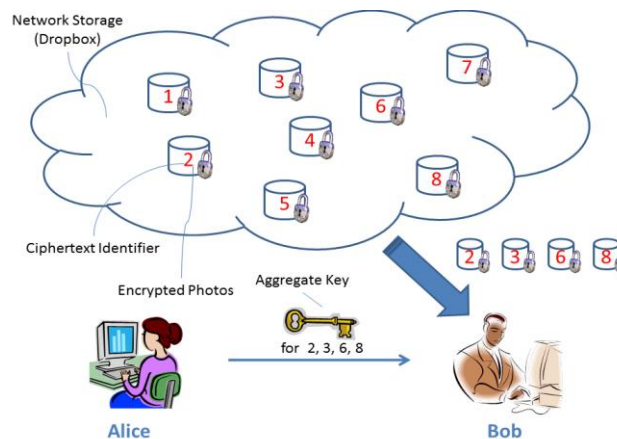 Network Storage
(Dropbox)
1
3
7
6
2
4
8
5
Ciphertext Identifier
Encrypted Photos
2 3 6 8
Aggregate Key
for 2, 3, 6, 8
Alice
Bob